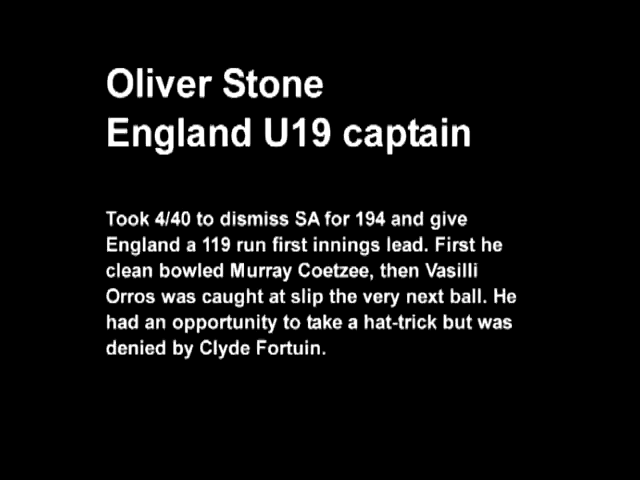 Oliver Stone
England U19 captain
Took 4/40 to dismiss SA for 194 and give
England a 119 run first innings lead. First he
clean bowled Murray Coetzee, then Vasilli
Orros was caught at slip the very next ball. He
had an opportunity to take a hat-trick but was
denied by Clyde Fortuin.